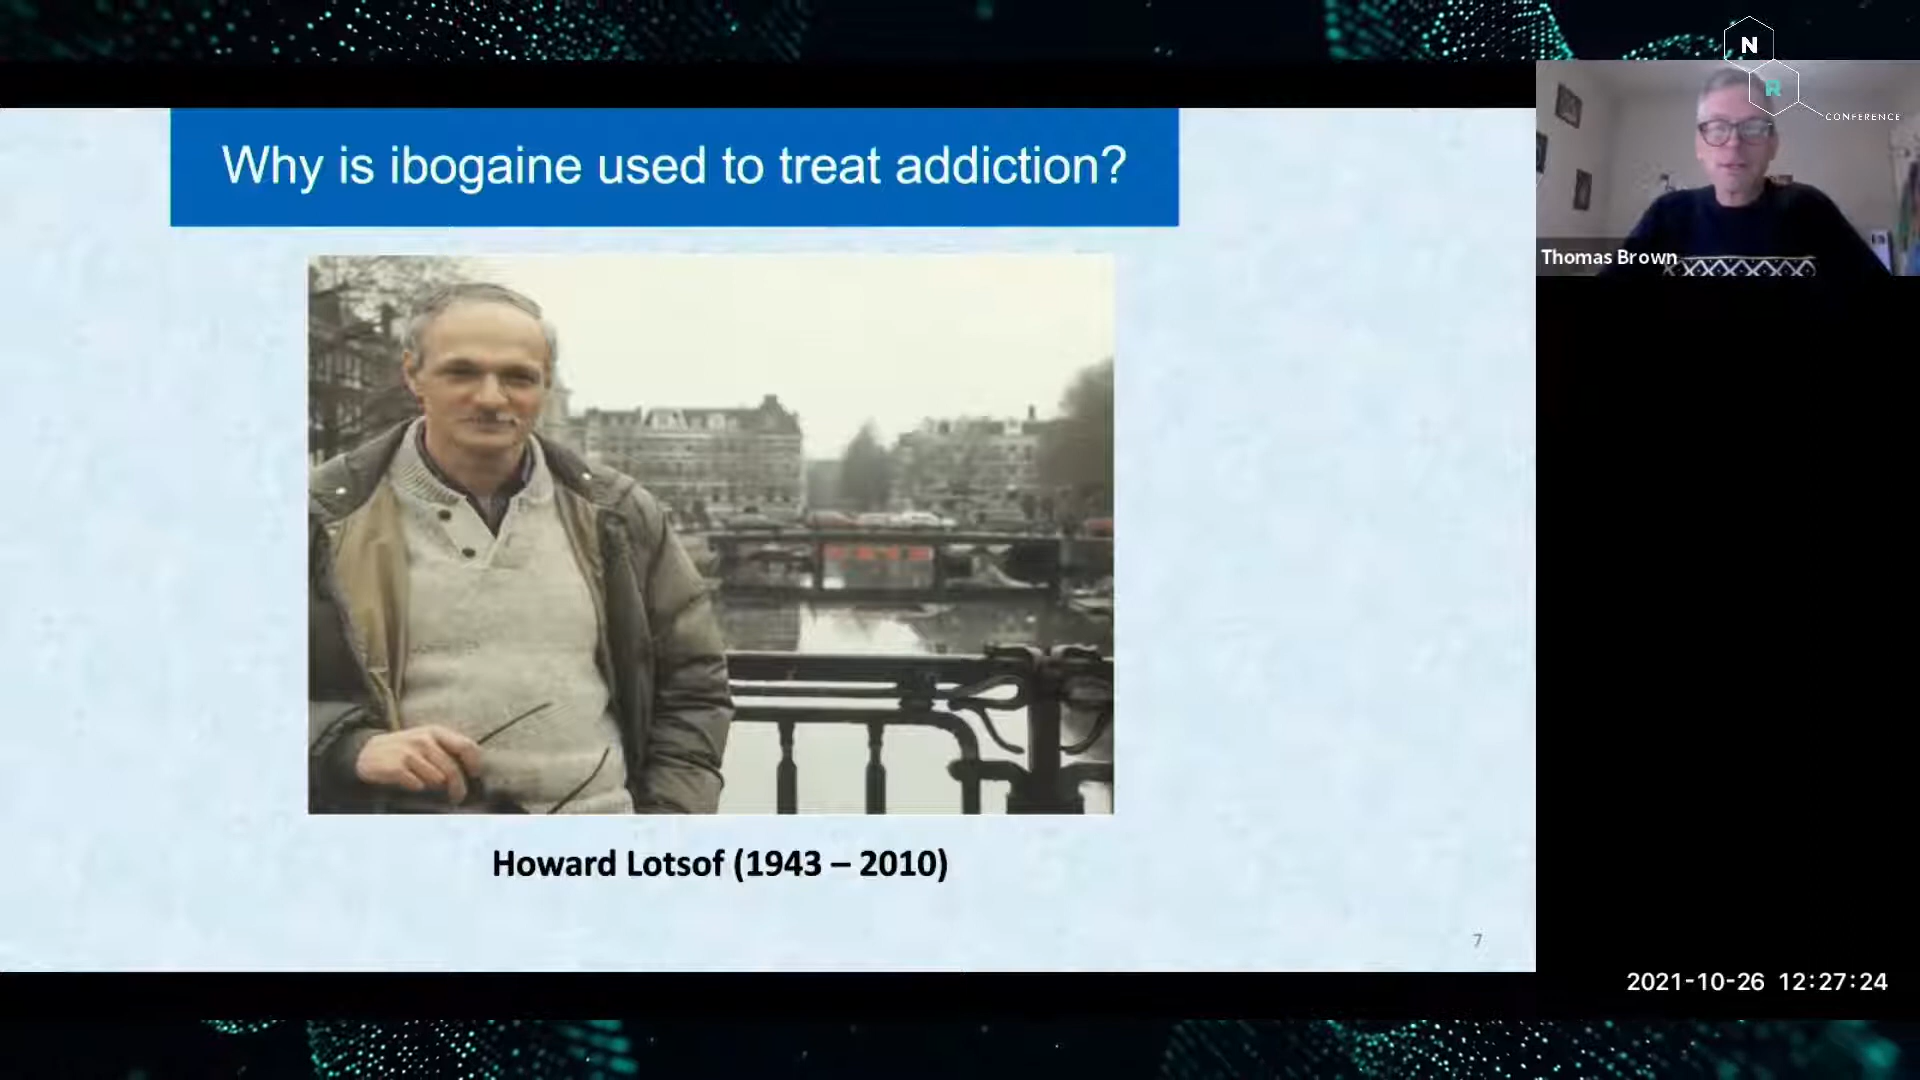 N
R
CONFERENCE
Why is ibogaine used to treat addiction?
Thomas Brown
Howard Lotsof (1943 – 2010)
7
2021-10-26 12:27:24